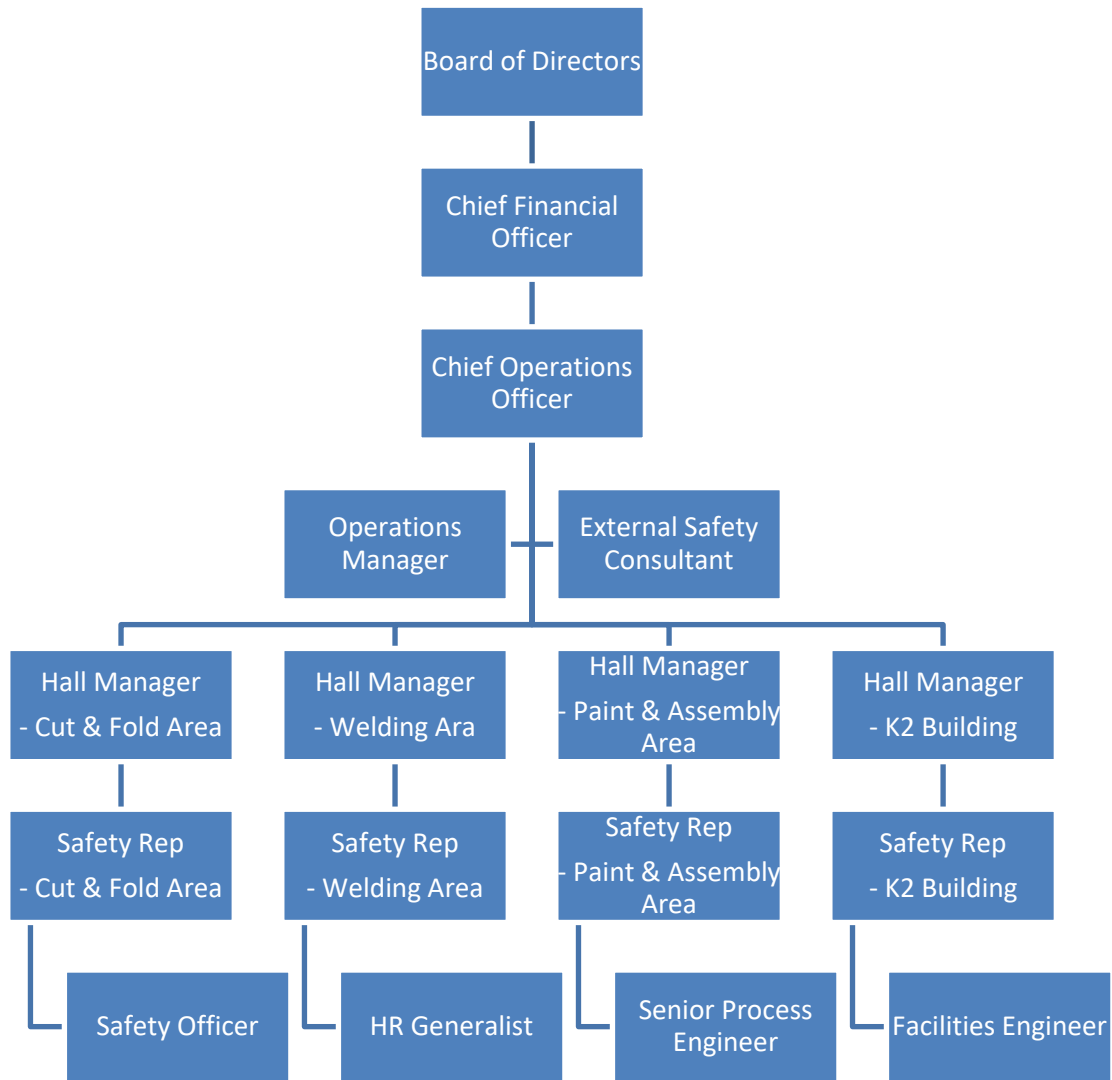 Board of Directors
Chief Financial
Officer
Chief Operations
Officer
Operations
Manager
External Safety
Consultant
Hall Manager
- Cut & Fold Area
Hall Manager
- Welding Ara
Hall Manager
- Paint & Assembly
Area
Hall Manager
- K2 Building
Safety Rep
- Cut & Fold Area
Safety Rep
- Welding Area
Safety Rep
- Paint & Assembly
Area
Safety Rep
- K2 Building
Safety Officer
HR Generalist
Senior Process
Engineer
Facilities Engineer